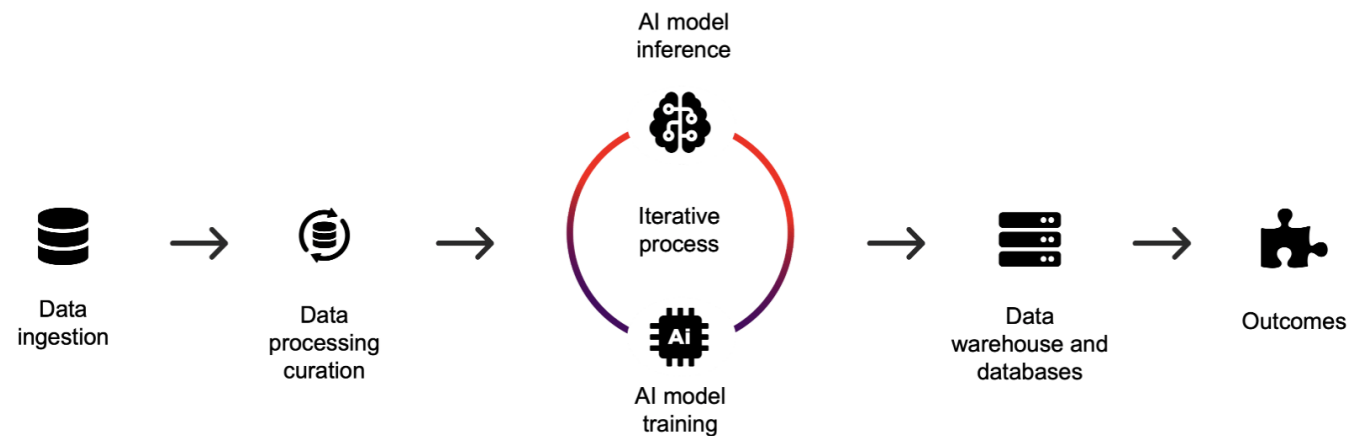 Data
ingestion
Data
processing
curation
AI model
inference
Iterative
process
Ai
AI model
training
Data
warehouse and
databases
Outcomes